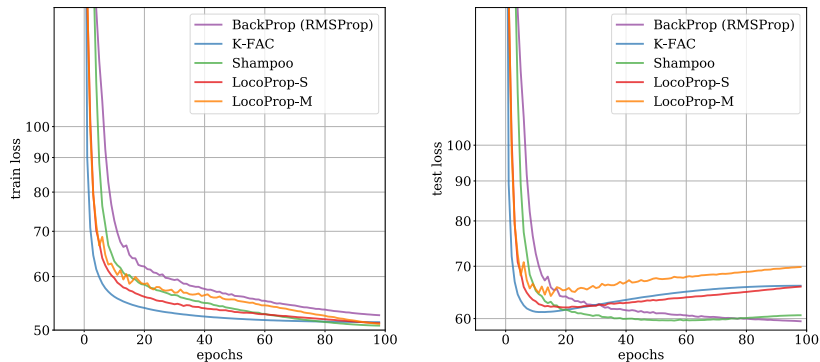 BackProp (RMSProp)
K-FAC
Shampoo
LocoProp-S
LocoProp-M
train loss
100
90
80
70
60
50
0 20 40 60 80 100
epochs
BackProp (RMSProp)
K-FAC
Shampoo
LocoProp-S
LocoProp-M
test loss
100
90
80
70
60
0 20 40 60 80 100
epochs